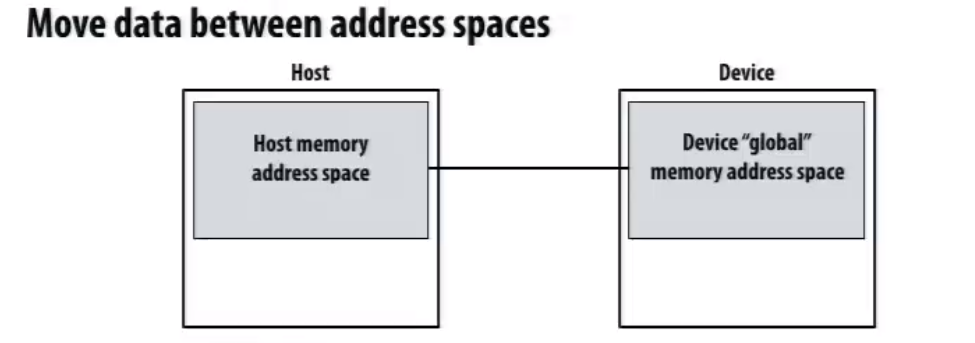 Move data between address spaces
Host
Device
Host memory
address space
Device “global”
memory address space